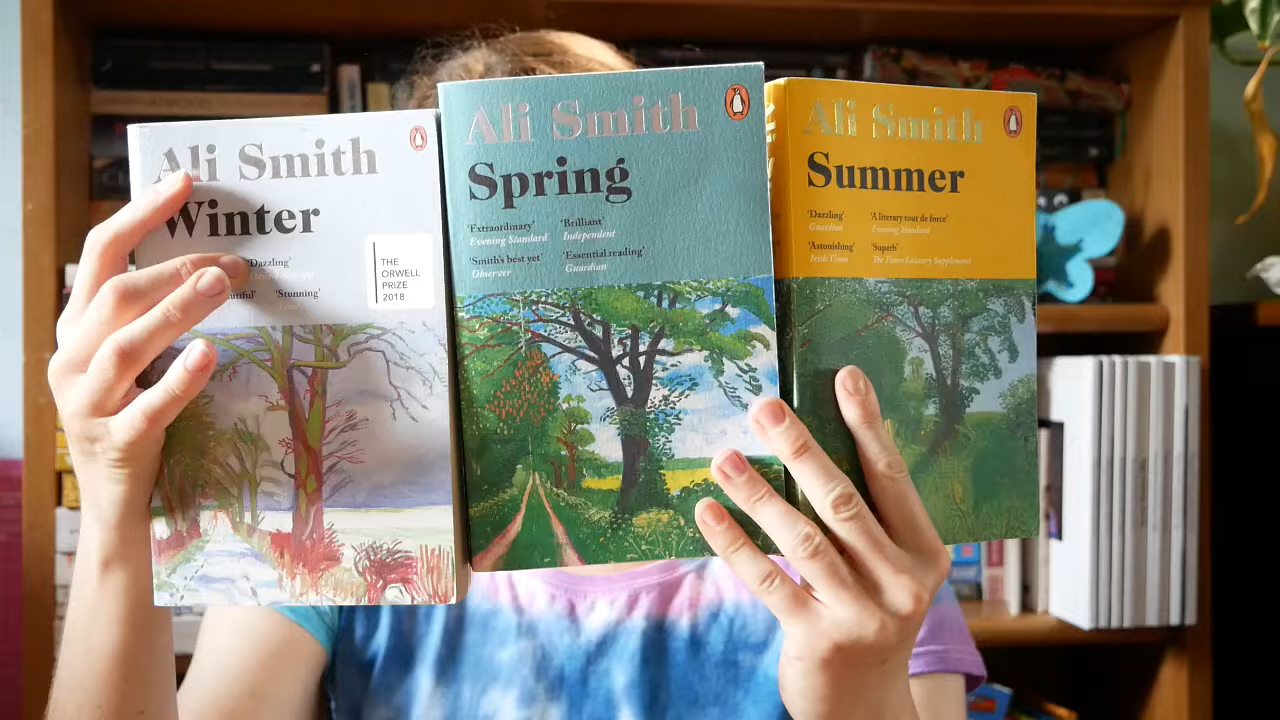 Ali Smith
Winter
'Dazzling'
'Stunning'
THE
ORWELL
PRIZE
2018
Ali Smith
Spring
'Extraordinary' 'Brilliant'
Evening Standard Independent
'Smith's best yet' 'Essential reading'
Observer Guardian
Ali Smith
Summer
'Dazzling' 'A literary tour de force'
Guardian Evening Standard
'Astonishing' 'Superb'
Irish Times The Times Literary Supplement